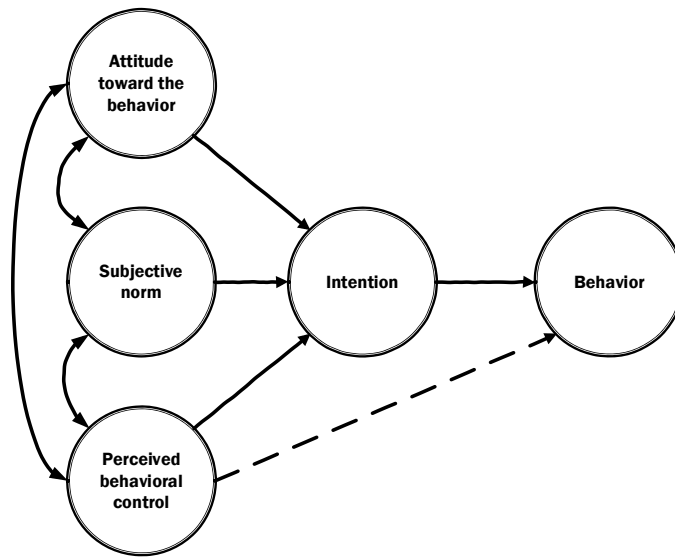 Attitude
toward the
behavior
Subjective
norm
Intention
Behavior
Perceived
behavioral
control